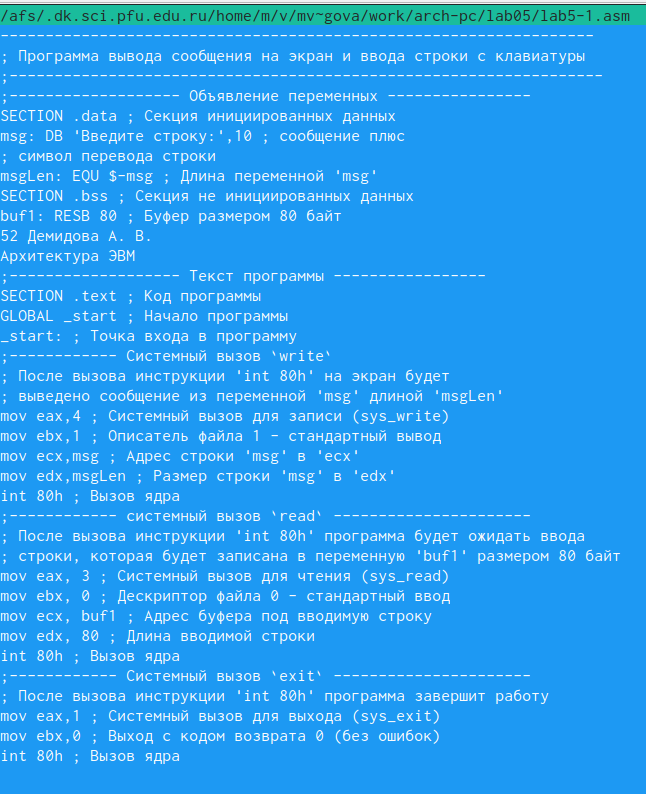 /afs/.dk.sci.pfu.edu.ru/home/m/v/mv~gova/work/arch-pc/lab05/lab5-1.asm
------------------------------------------------------------------
; Программа вывода сообщения на экран и ввода строки с клавиатуры
;------------------------------------------------------------------
;------------------- Объявление переменных ----------------
SECTION .data ; Секция инициированных данных
msg: DB 'Введите строку:',10 ; сообщение плюс
; символ перевода строки
msgLen: EQU $-msg ; Длина переменной 'msg'
SECTION .bss ; Секция не инициированных данных
buf1: RESB 80 ; Буфер размером 80 байт
52 Демидова А. В.
Архитектура ЭВМ
;------------------- Текст программы -----------------
SECTION .text ; Код программы
GLOBAL _start ; Начало программы
_start: ; Точка входа в программу
;------------ Системный вызов `write`
; После вызова инструкции 'int 80h' на экран будет
; выведено сообщение из переменной 'msg' длиной 'msgLen'
mov eax,4 ; Системный вызов для записи (sys_write)
mov ebx,1 ; Описатель файла 1 - стандартный вывод
mov ecx,msg ; Адрес строки 'msg' в 'ecx'
mov edx,msgLen ; Размер строки 'msg' в 'edx'
int 80h ; Вызов ядра
;------------ системный вызов `read` ----------------------
; После вызова инструкции 'int 80h' программа будет ожидать ввода
; строки, которая будет записана в переменную 'buf1' размером 80 байт
mov eax, 3 ; Системный вызов для чтения (sys_read)
mov ebx, 0 ; Дескриптор файла 0 - стандартный ввод
mov ecx, buf1 ; Адрес буфера под вводимую строку
mov edx, 80 ; Длина вводимой строки
int 80h ; Вызов ядра
;------------ Системный вызов `exit` ----------------------
; После вызова инструкции 'int 80h' программа завершит работу
mov eax,1 ; Системный вызов для выхода (sys_exit)
mov ebx,0 ; Выход с кодом возврата 0 (без ошибок)
int 80h ; Вызов ядра